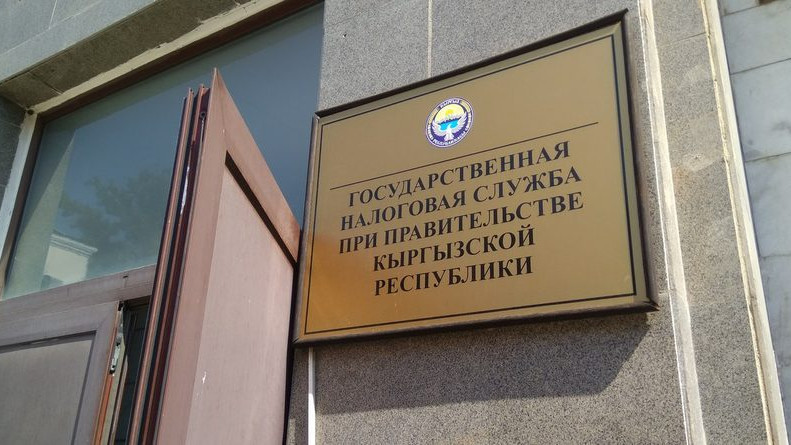 ГОСУДАРСТВЕННАЯ
НАЛОГОВАЯ СЛУЖБА
ПРИ ПРАВИТЕЛЬСТВЕ
КЫРГЫЗСКОЙ
РЕСПУБЛИКИ